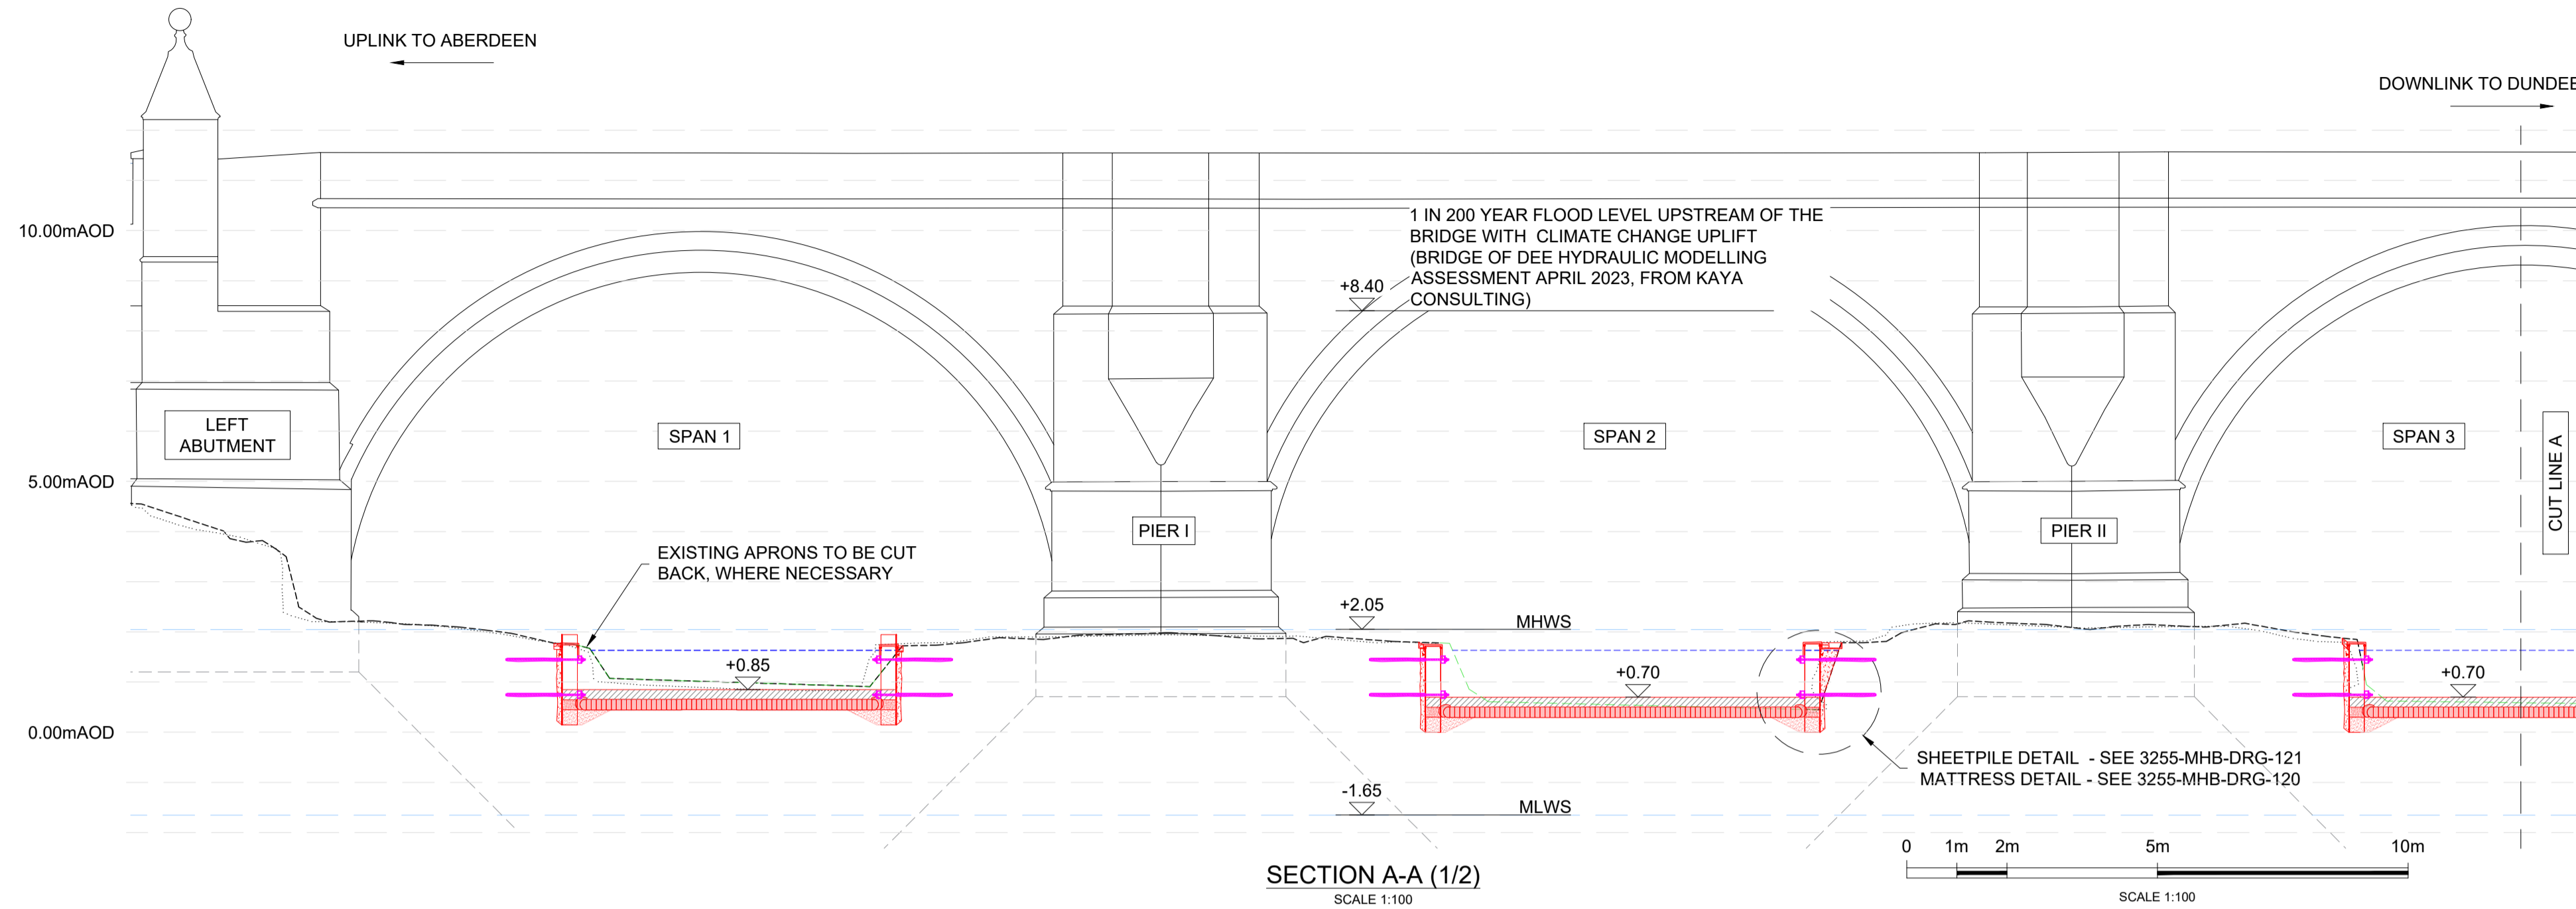 UPLINK TO ABERDEEN
DOWNLINK TO DUNDEE
1 IN 200 YEAR FLOOD LEVEL UPSTREAM OF THE
BRIDGE WITH CLIMATE CHANGE UPLIFT
(BRIDGE OF DEE HYDRAULIC MODELLING
ASSESSMENT APRIL 2023, FROM KAYA
CONSULTING)
10.00mAOD
+8.40
LEFT
ABUTMENT
SPAN 1
SPAN 2
SPAN 3
CUT LINE A
5.00mAOD
PIER I
PIER II
EXISTING APRONS TO BE CUT
BACK, WHERE NECESSARY
+2.05
MHWS
+0.85
+0.70
+0.70
0.00mAOD
SHEETPILE DETAIL - SEE 3255-MHB-DRG-121
MATTRESS DETAIL - SEE 3255-MHB-DRG-120
-1.65
MLWS
0 1m 2m 5m 10m
SECTION A-A (1/2)
SCALE 1:100
SCALE 1:100